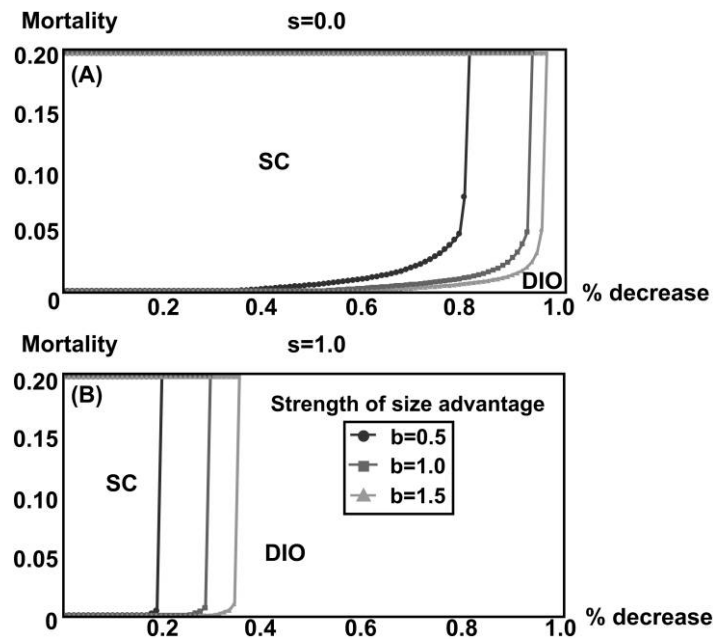 Mortality s=0.0
0.20
(A)
0.15
SC
0.10
0.05
DIO
0
0.2 0.4 0.6 0.8 1.0 % decrease
Mortality s=1.0
0.20
(B)
Strength of size advantage
b=0.5
0.15
b=1.0
SC
b=1.5
0.10
DIO
0.05
0
0.2 0.4 0.6 0.8 1.0 % decrease